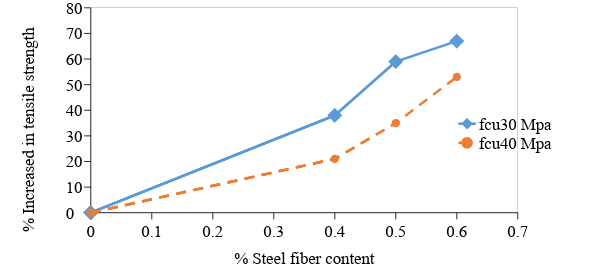 80
70
60
50
40
30
20
10
0
% Increased in tensile strength
0 0.1 0.2 0.3 0.4 0.5 0.6 0.7
% Steel fiber content
fcu30 Mpa
fcu40 Mpa